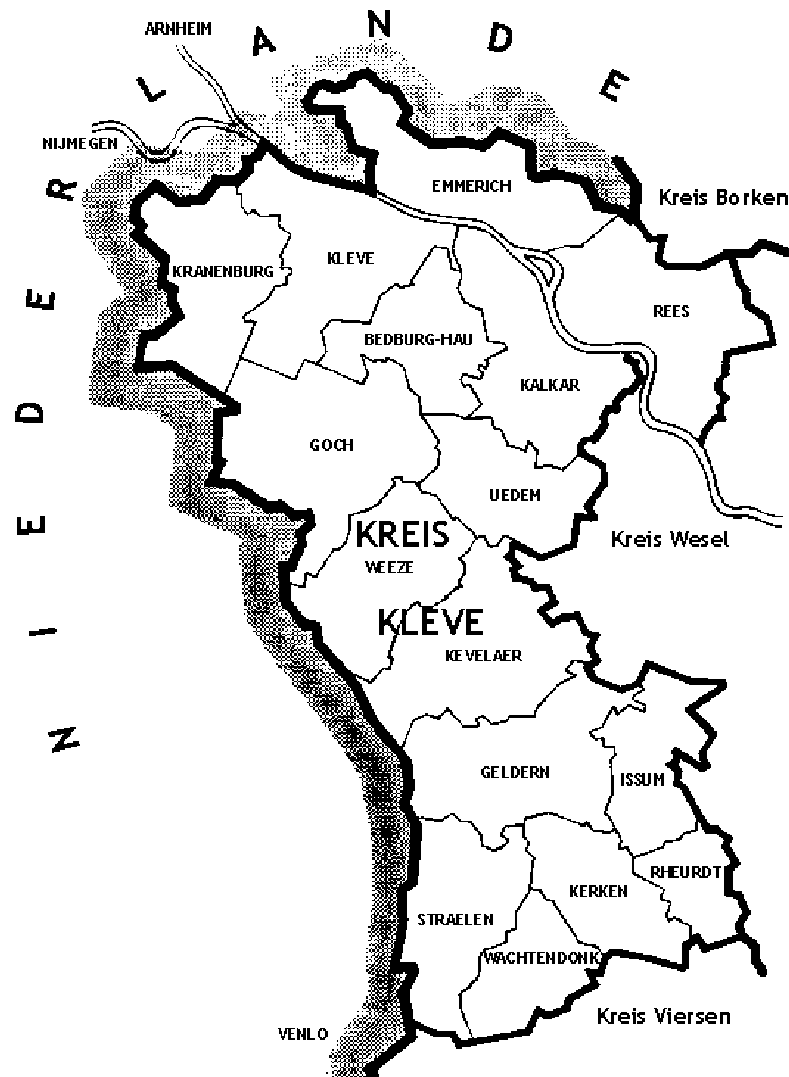 NIEDERLANDE
ARNHEIM
NIJMEGEN
EMMERICH
Kreis Borken
KLEVE
KRANENBURG
REES
BEDBURG-HAU
KALKAR
GOCH
UEDEM
KREIS
Kreis Wesel
WEEZE
KLEVE
KEVELAER
GELDERN
ISSUM
RHEURDT
KERKEN
STRAELEN
WACHTENDONK
Kreis Viersen
VENLO